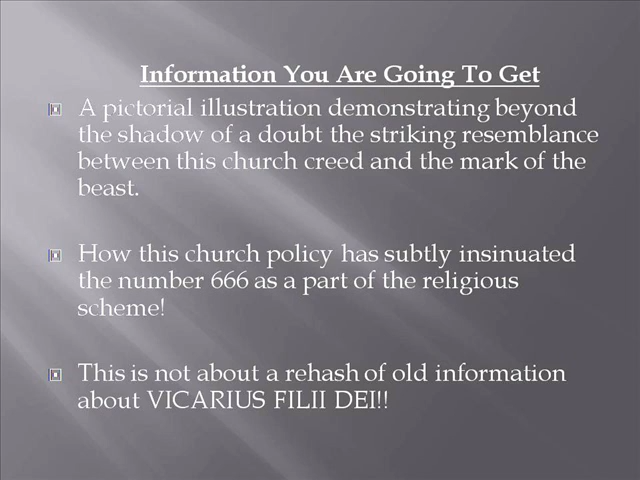 Information You Are Going To Get
A pictorial illustration demonstrating beyond
the shadow of a doubt the striking resemblance
between this church creed and the mark of the
beast.
How this church policy has subtly insinuated
the number 666 as a part of the religious
scheme!
This is not about a rehash of old information
about VICARIUS FILII DEI!!